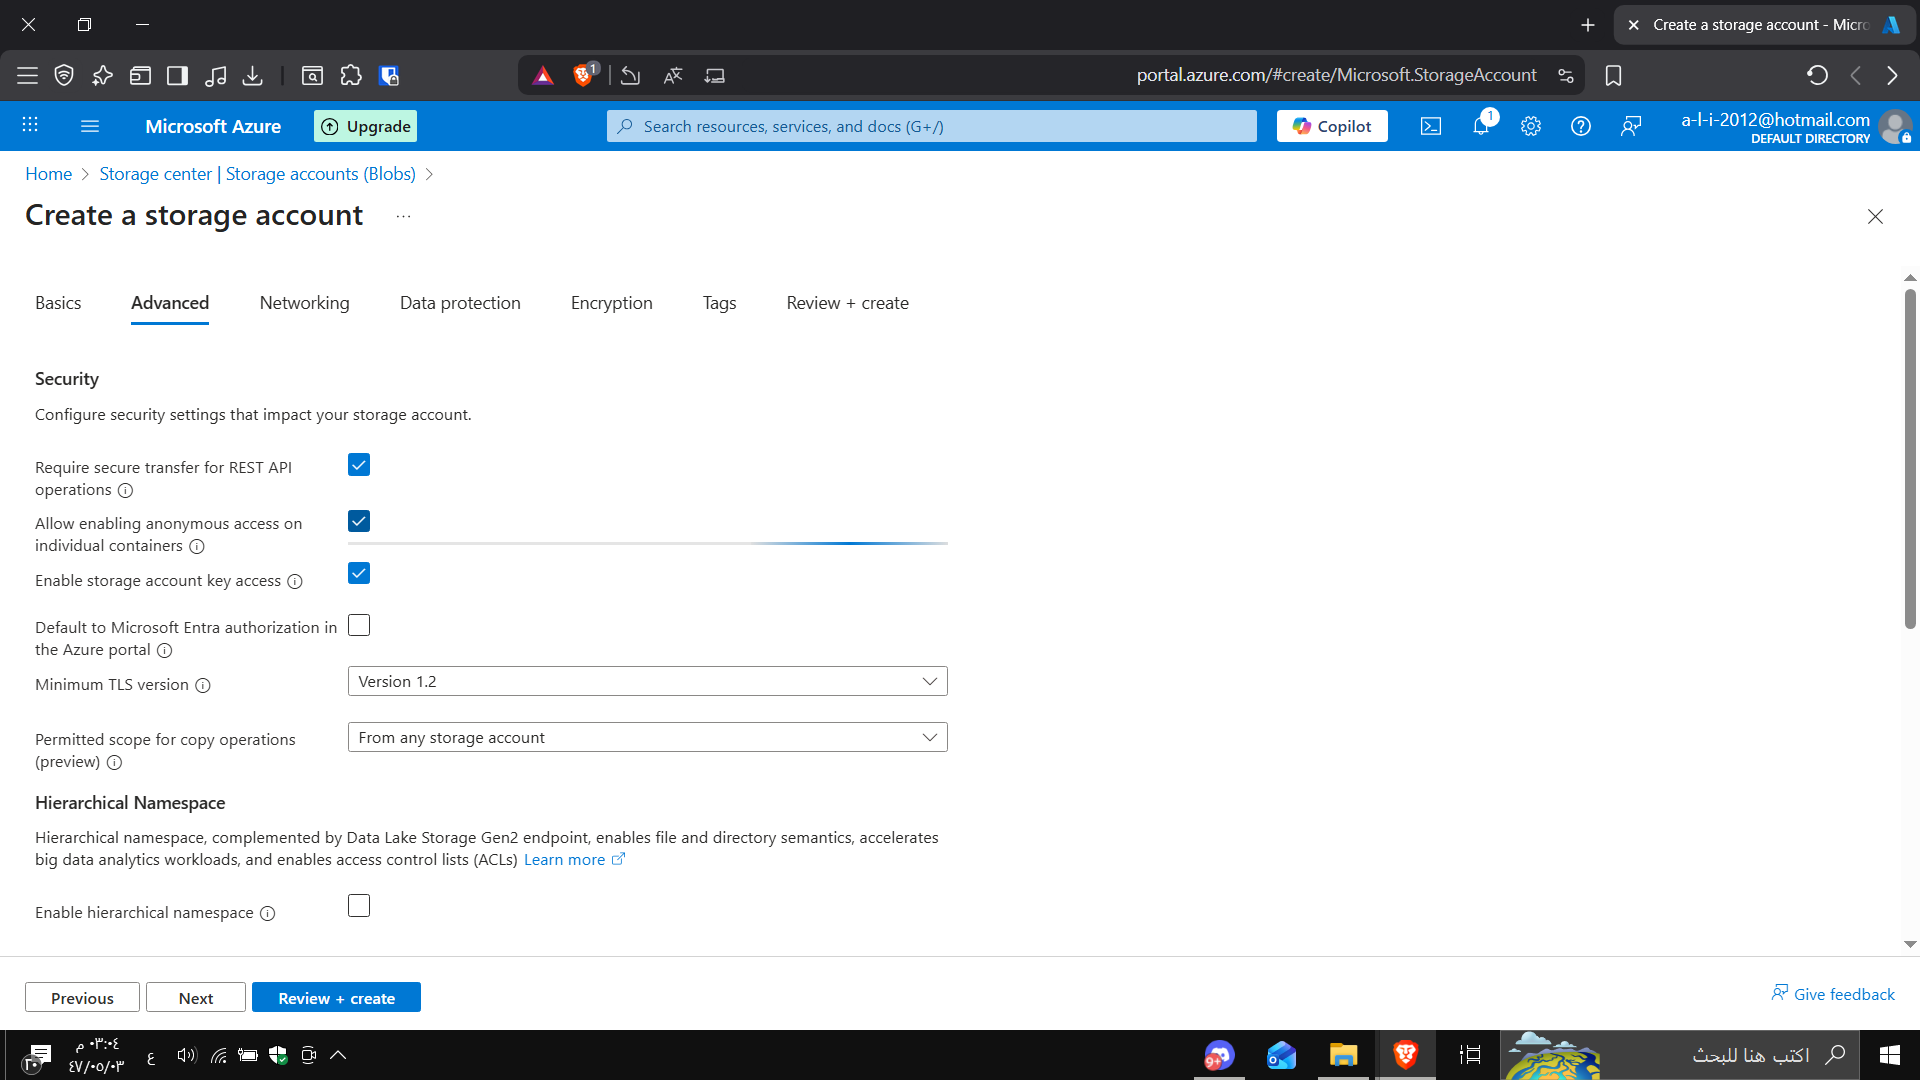 Create a storage account - Micro
1
portal.azure.com/#create/Microsoft.StorageAccount
Microsoft Azure
Upgrade
Search resources, services, and docs (G+/)
Copilot
1
a-l-i-2012@hotmail.com
DEFAULT DIRECTORY
Home > Storage center | Storage accounts (Blobs) >
Create a storage account ...
Basics
Advanced
Networking
Data protection
Encryption
Tags
Review + create
Security
Configure security settings that impact your storage account.
Require secure transfer for REST API
operations
Allow enabling anonymous access on
individual containers
Enable storage account key access
Default to Microsoft Entra authorization in
the Azure portal
Minimum TLS version
Version 1.2
Permitted scope for copy operations
(preview)
From any storage account
Hierarchical Namespace
Hierarchical namespace, complemented by Data Lake Storage Gen2 endpoint, enables file and directory semantics, accelerates
big data analytics workloads, and enables access control lists (ACLs) Learn more
Enable hierarchical namespace
Previous
Next
Review + create
Give feedback
٢٠
٠٣:٠٤ م
٤٧/٠٥/٠٣
ع
9+
اكتب هنا للبحث